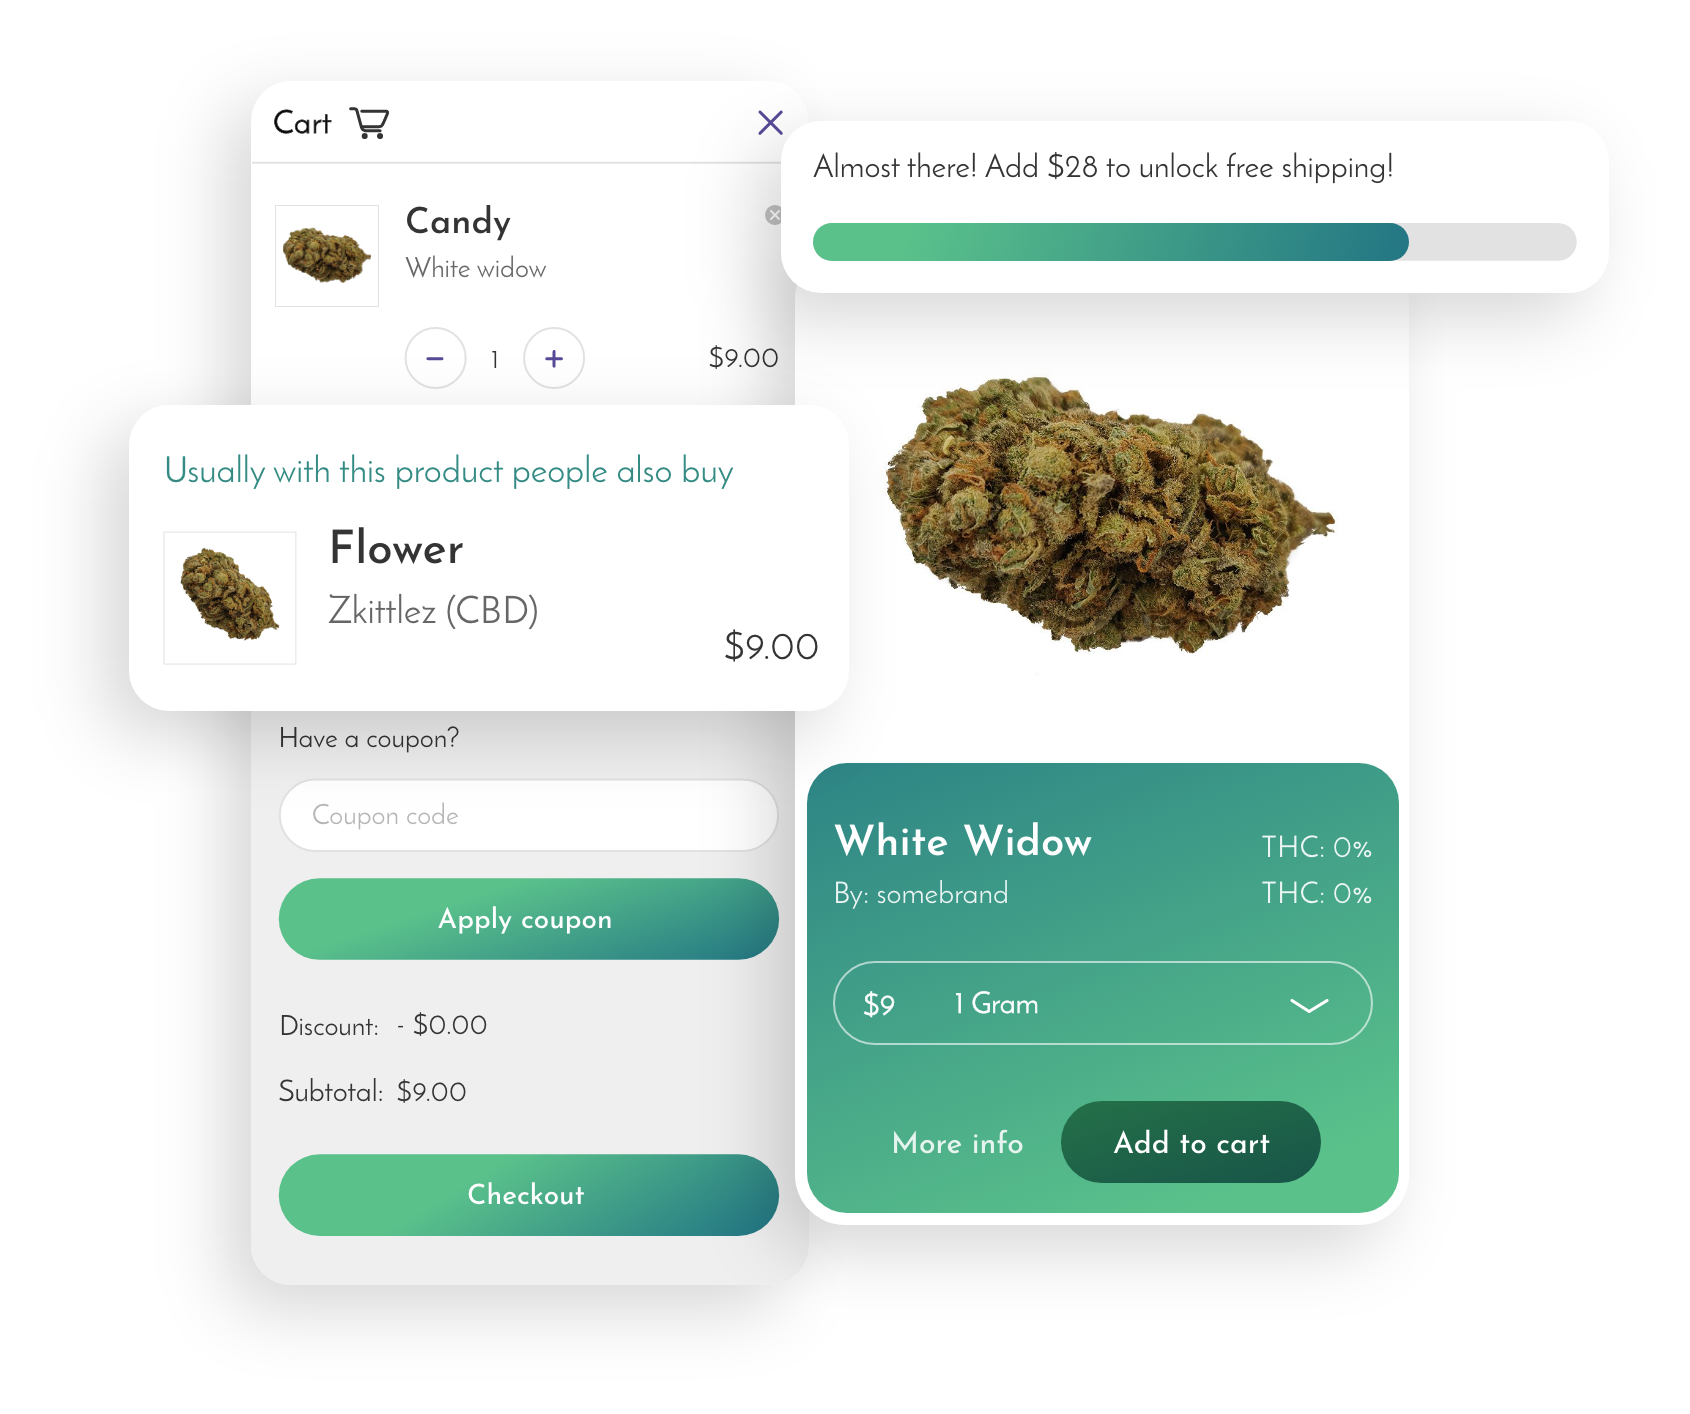 Cart
Candy
White widow
1
$9.00
Usually with this product people also buy
Flower
Zkittlez (CBD)
$9.00
Have a coupon?
Coupon code
Apply coupon
Discount: - $0.00
Subtotal: $9.00
Checkout
Almost there! Add $28 to unlock free shipping!
White Widow
THC: 0%
By: somebrand
THC: 0%
$9 1 Gram
More info
Add to cart